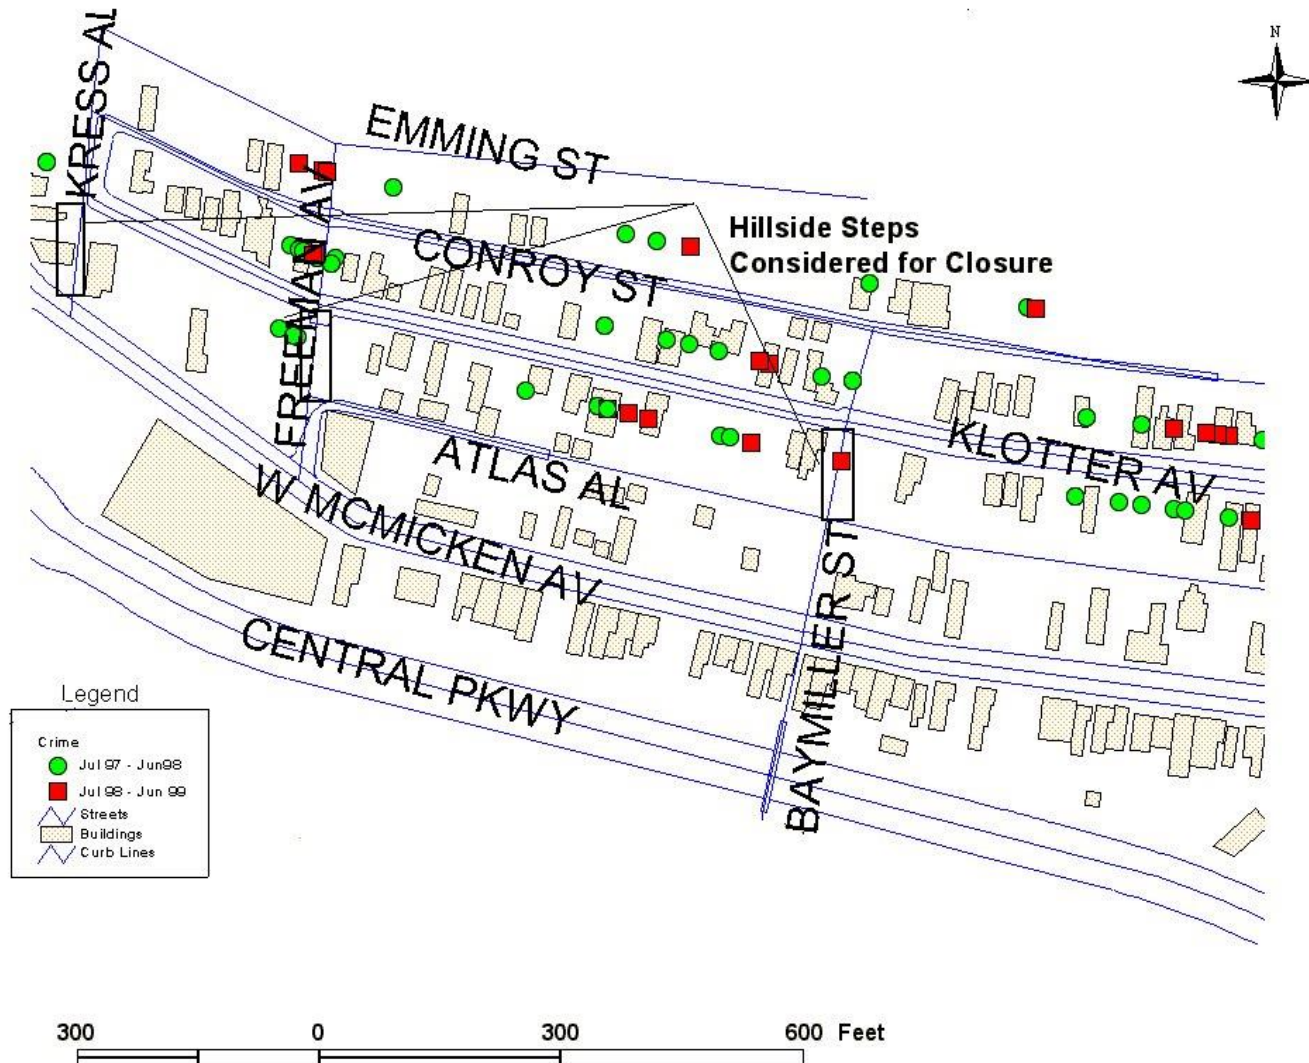 N
KRESS AL
EMMING ST
FREEMAN AV
CONROY ST
Hillside Steps
Considered for Closure
KLOTTER AV
ATLAS AL
W MCMICKEN AV
BAYMILLER ST
CENTRAL PKWY
Legend
Crime
Jul 97 - Jun98
Jul 98 - Jun 99
Streets
Buildings
Curb Lines
300 0 300 600 Feet